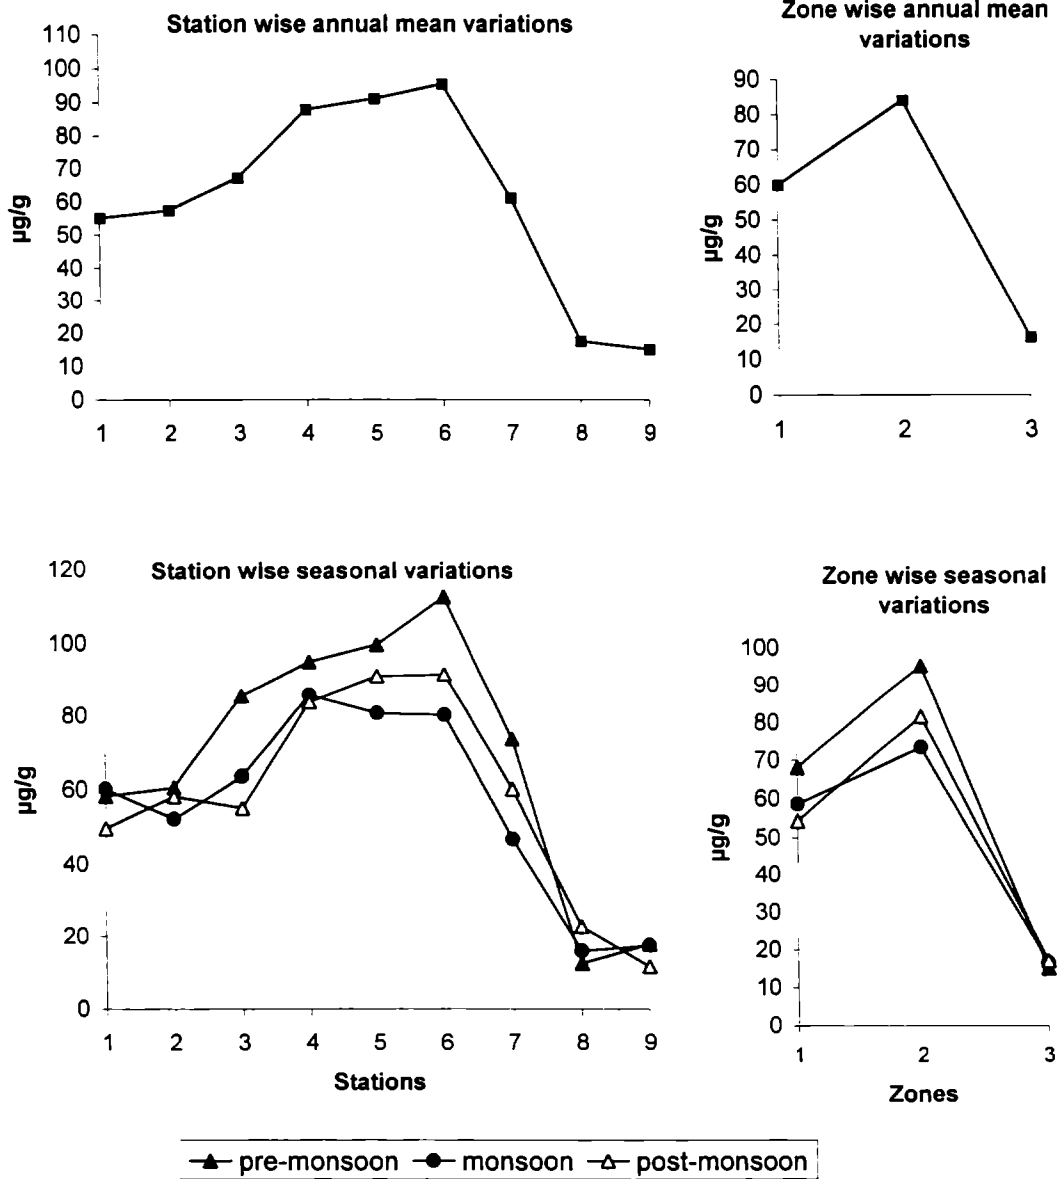 Station wise annual mean variations
110
100
90
80
70
60
50
40
30
20
10
0
µg/g
1 2 3 4 5 6 7 8 9
Zone wise annual mean
variations
90
80
70
60
50
40
30
20
10
0
µg/g
1 2 3
Station wise seasonal variations
120
100
80
60
40
20
0
µg/g
1 2 3 4 5 6 7 8 9
Stations
Zone wise seasonal
variations
100
90
80
70
60
50
40
30
20
10
0
µg/g
1 2 3
Zones
pre-monsoon monsoon post-monsoon